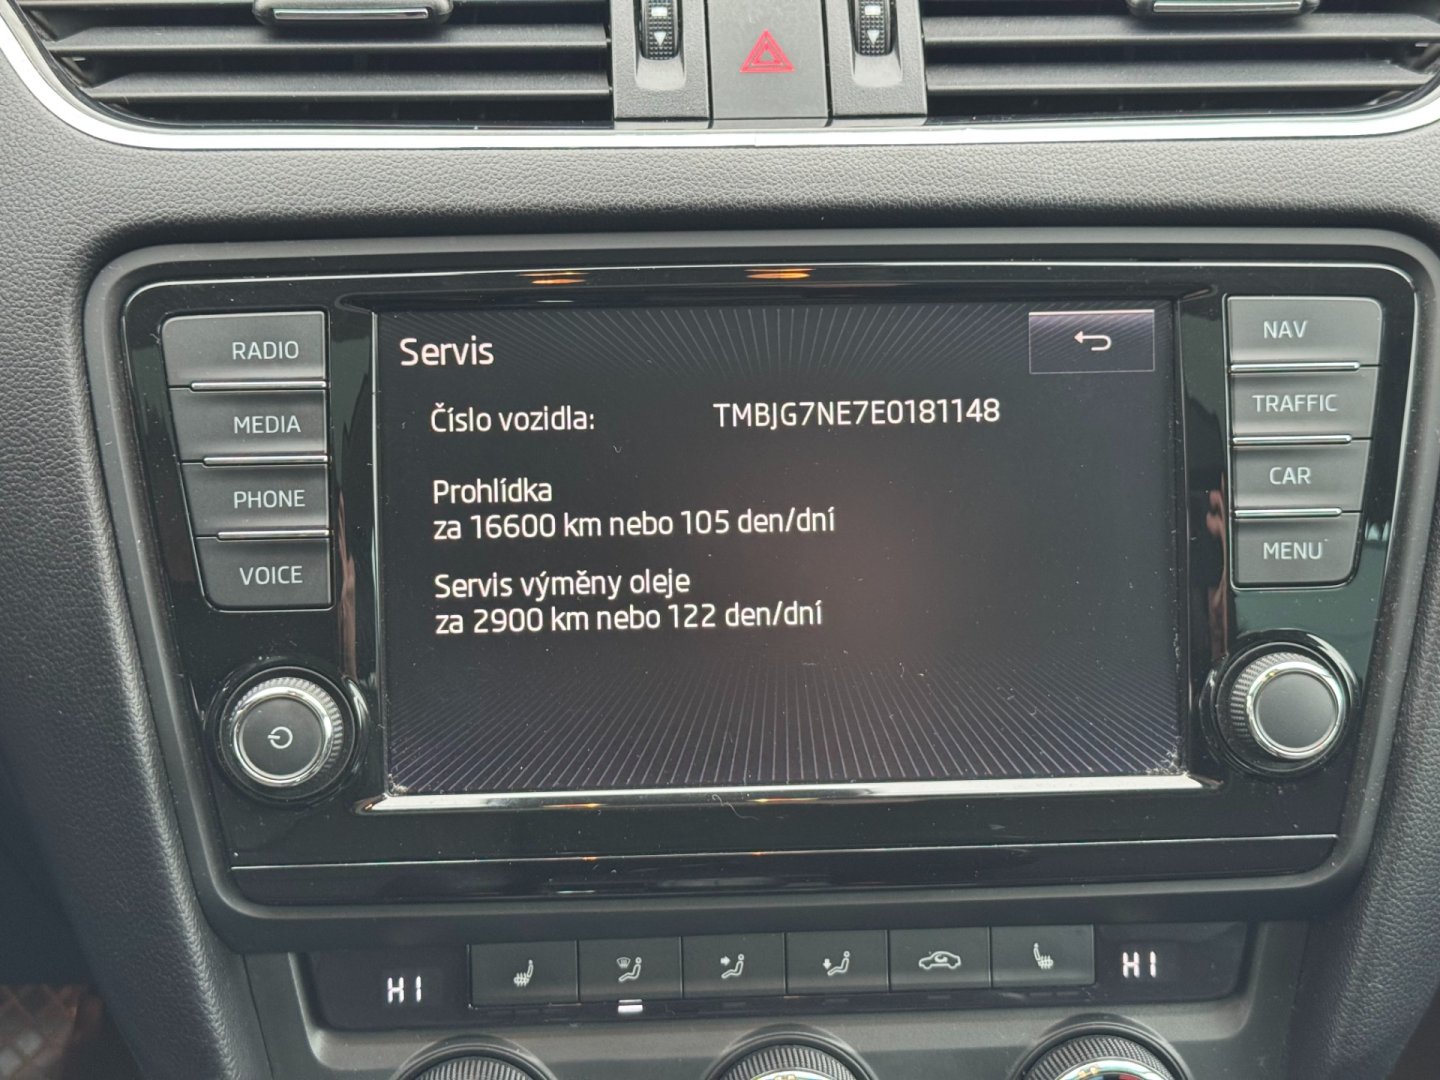 Servis
RADIO
NAV
MEDIA
Číslo vozidla: TMBJG7NE7E0181148
TRAFFIC
PHONE
Prohlídka
za 16600 km nebo 105 den/dní
CAR
VOICE
Servis výměny oleje
za 2900 km nebo 122 den/dní
MENU
HI
HI